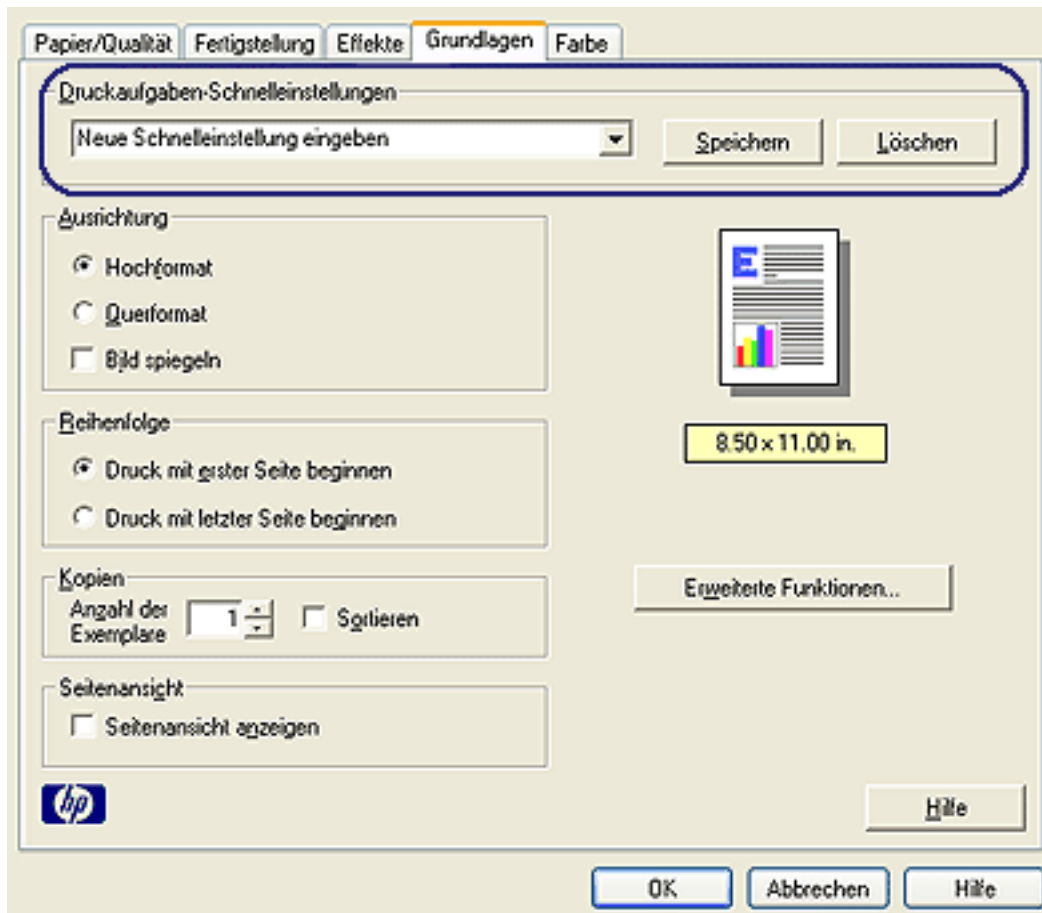 Papier/Qualität Fertigstellung Effekte Grundlagen Farbe
Druckaufgaben-Schnelleinstellungen
Neue Schnelleinstellung eingeben Speichern Löschen
Ausrichtung
Hochformat
Querformat
Bild spiegeln
E
Reihenfolge
Druck mit erster Seite beginnen
Druck mit letzter Seite beginnen
8.50 x 11.00 in.
Kopien
Anzahl der
Exemplare
1 Sortieren
Erweiterte Funktionen...
Seitenansicht
Seitenansicht anzeigen
hp
Hilfe
OK Abbrechen Hilfe